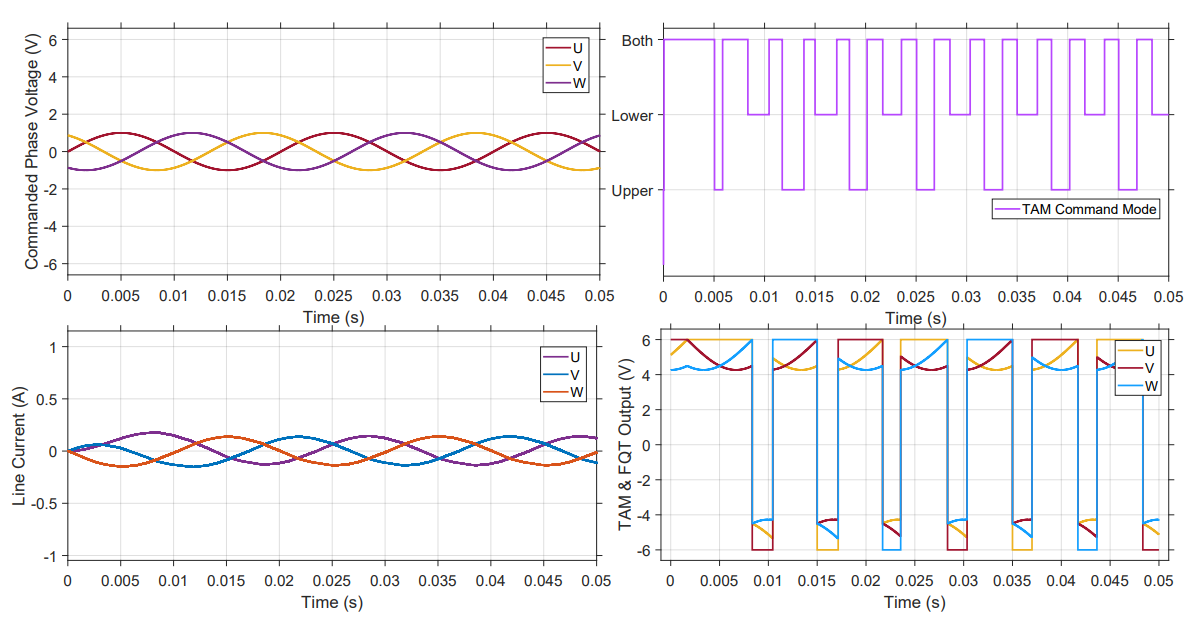 Commanded Phase Voltage (V)
6
4
2
0
-2
-4
-6
U
V
W
0 0.005 0.01 0.015 0.02 0.025 0.03 0.035 0.04 0.045 0.05
Time (s)
Both
Lower
Upper
TAM Command Mode
0 0.005 0.01 0.015 0.02 0.025 0.03 0.035 0.04 0.045 0.05
Time (s)
Line Current (A)
1
0.5
0
-0.5
-1
U
V
W
0 0.005 0.01 0.015 0.02 0.025 0.03 0.035 0.04 0.045 0.05
Time (s)
TAM & FQT Output (V)
6
4
2
0
-2
-4
-6
U
V
W
0 0.005 0.01 0.015 0.02 0.025 0.03 0.035 0.04 0.045 0.05
Time (s)